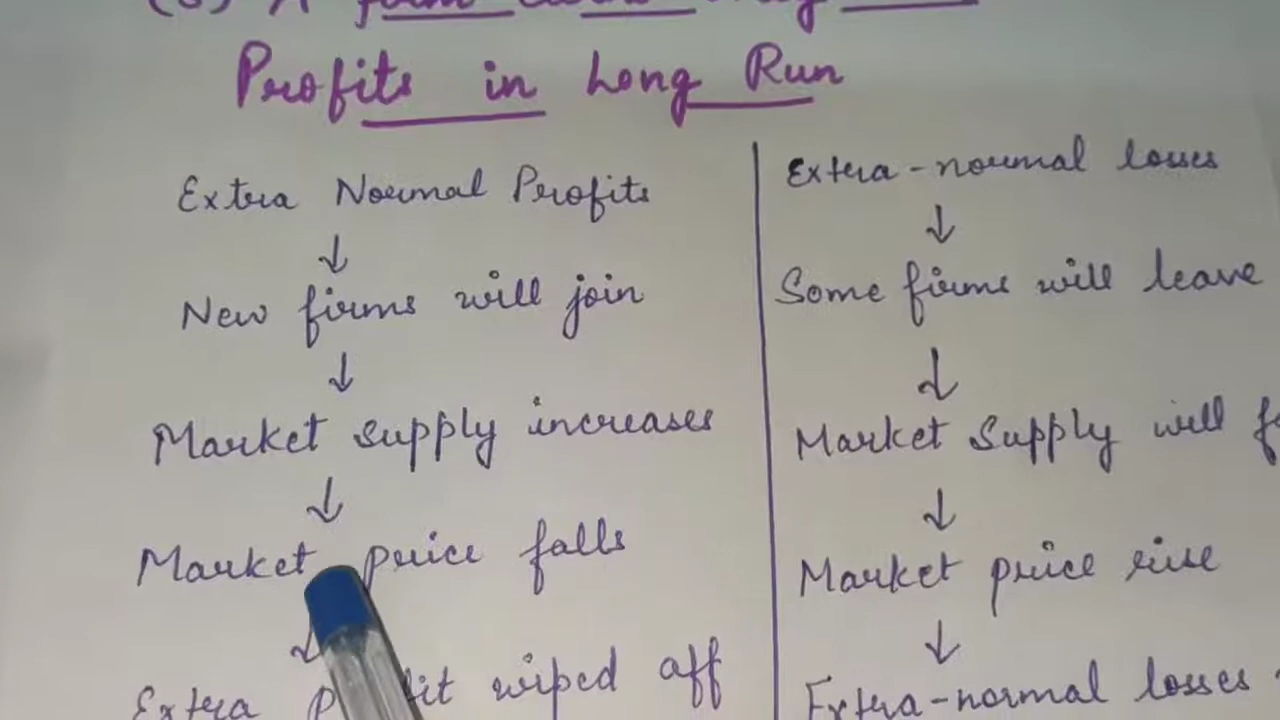 Profits in Long Run
Extra Normal Profits
↓
New firms will join
↓
Market supply increases
↓
Market price falls
↓
Extra wiped off
Extra-normal losses
↓
Some firms will leave
↓
Market Supply will
↓
Market price rise
↓
Extra-normal losses